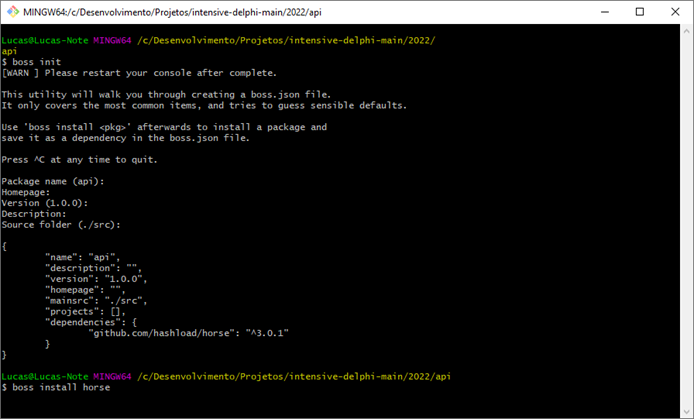 MINGW64:/c/Desenvolvimento/Projetos/intensive-delphi-main/2022/api
Lucas@Lucas-Note MINGW64 /c/Desenvolvimento/Projetos/intensive-delphi-main/2022/
api
$ boss init
[WARN ] Please restart your console after complete.
This utility will walk you through creating a boss.json file.
It only covers the most common items, and tries to guess sensible defaults.
Use 'boss install <pkg>' afterwards to install a package and
save it as a dependency in the boss.json file.
Press ^C at any time to quit.
Package name (api):
Homepage:
Version (1.0.0):
Description:
Source folder (./src):
{
"name": "api",
"description": "",
"version": "1.0.0",
"homepage": "",
"mainsrc": "./src",
"projects": [],
"dependencies": {
"github.com/hashload/horse": "^3.0.1"
}
}
Lucas@Lucas-Note MINGW64 /c/Desenvolvimento/Projetos/intensive-delphi-main/2022/api
$ boss install horse